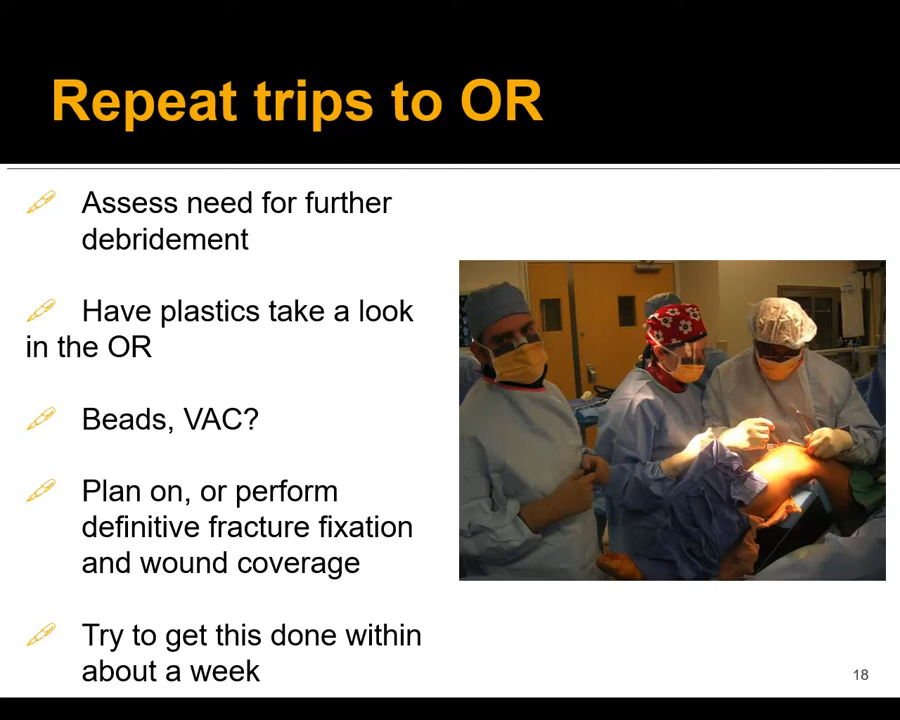 Repeat trips to OR
Assess need for further
debridement
Have plastics take a look
in the OR
Beads, VAC?
Plan on, or perform
definitive fracture fixation
and wound coverage
Try to get this done within
about a week
18